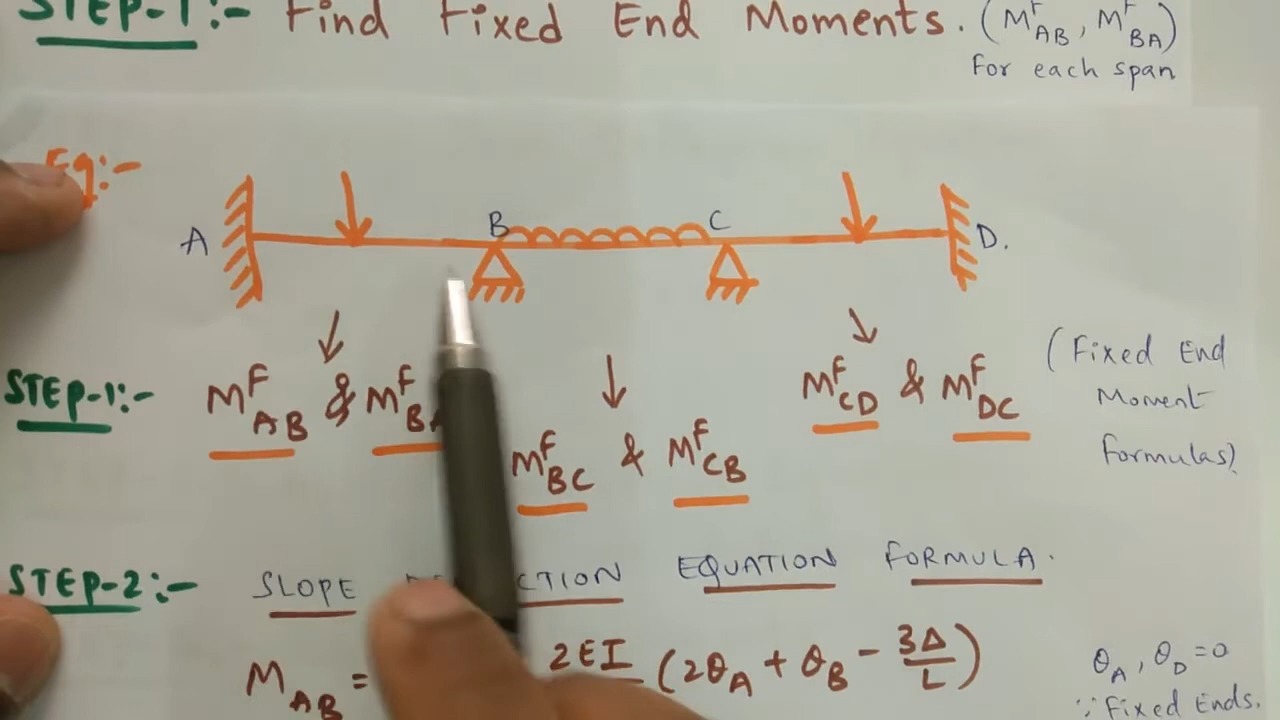 STEP-1:- Find Fixed End Moments. (M^F_AB, M^F_BA)
For each span
Eg:-
A B C D.
STEP-1:- M^F_AB & M^F_B M^F_BC & M^F_CB M^F_CD & M^F_DC (Fixed End
Moment
Formulas)
STEP-2:- SLOPE CTION EQUATION FORMULA.
M_AB = 2EI (2θ_A + θ_B - 3Δ/L) θ_A, θ_D = 0
∵ Fixed Ends.